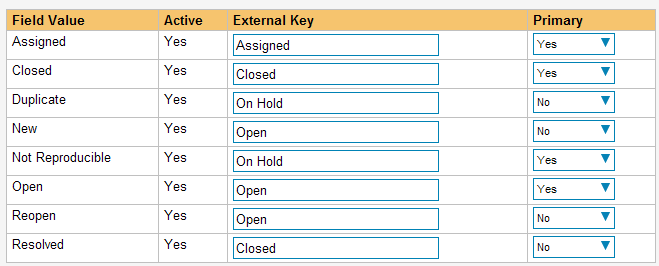 Field Value Active External Key Primary
Assigned Yes Assigned Yes
Closed Yes Closed Yes
Duplicate Yes On Hold No
New Yes Open No
Not Reproducible Yes On Hold Yes
Open Yes Open Yes
Reopen Yes Open No
Resolved Yes Closed No